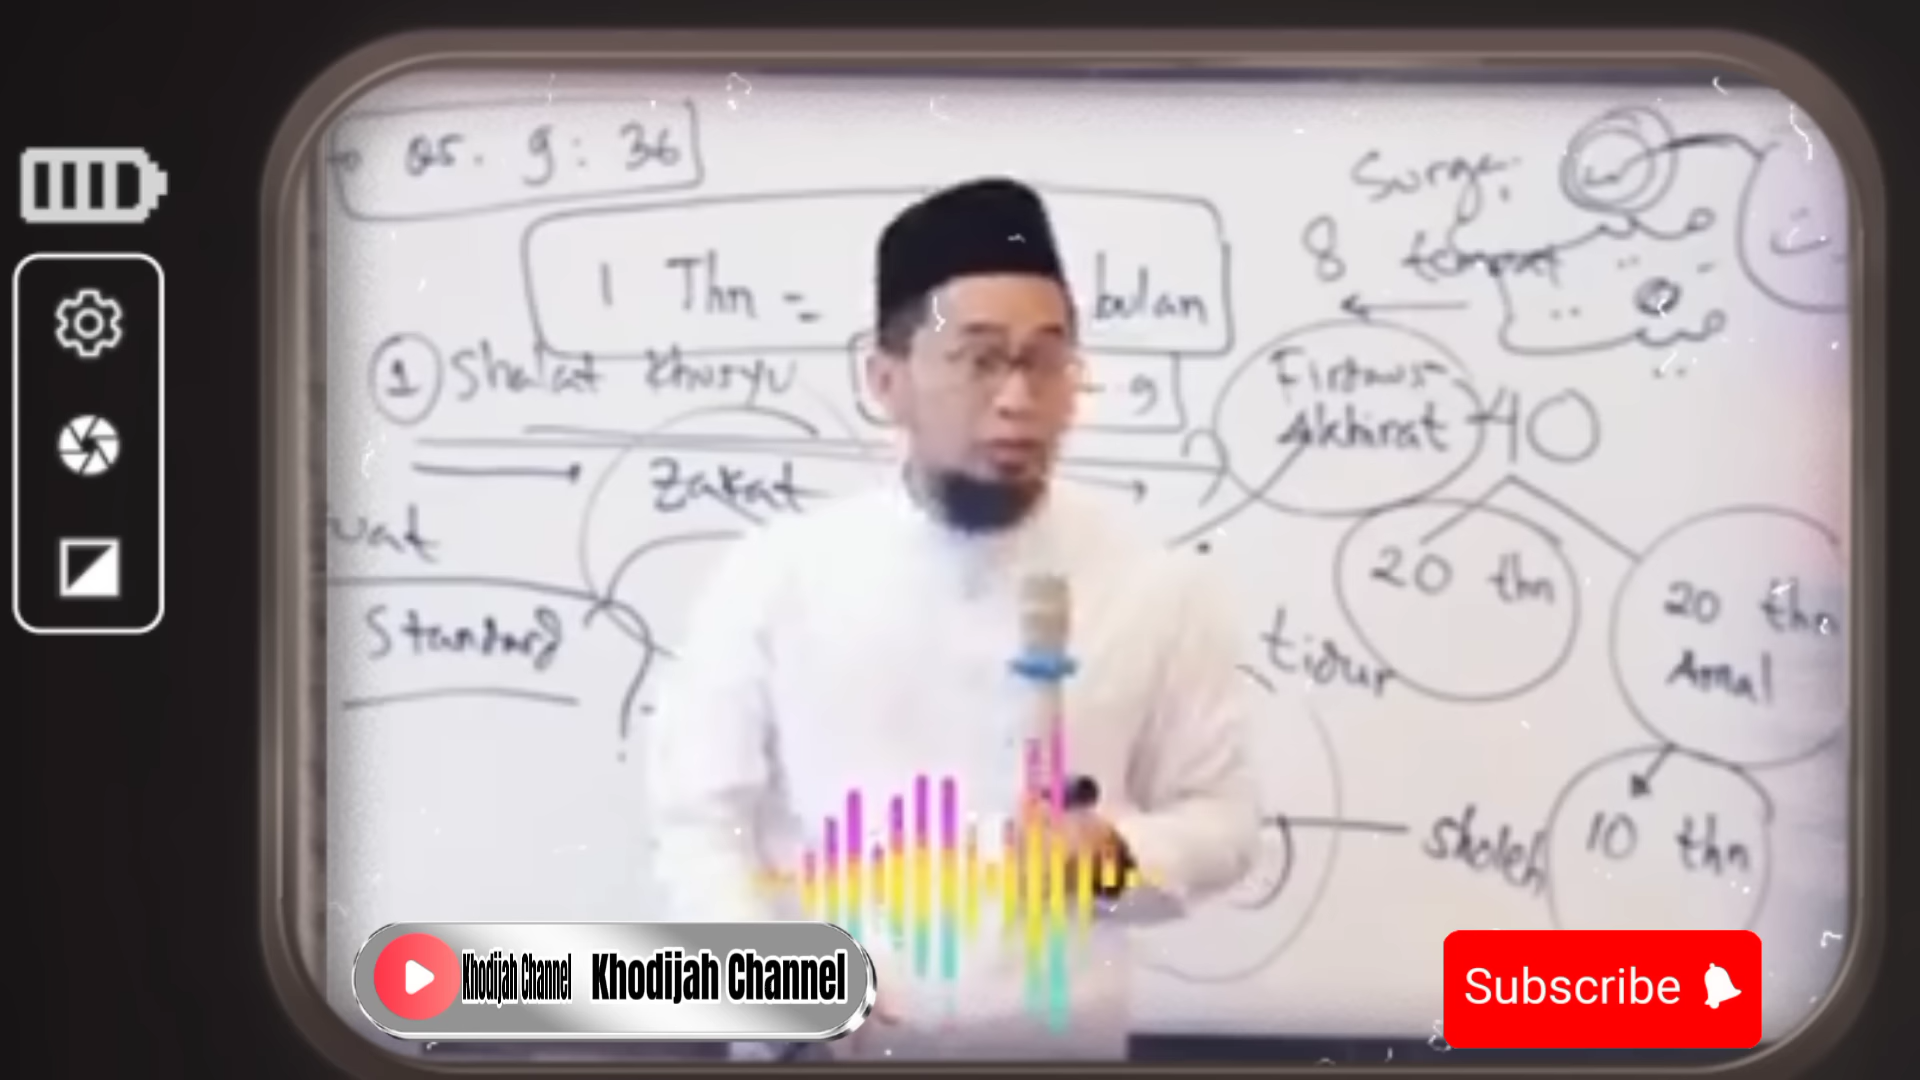 QS. 9: 36
1 Thn = bulan
Surga:
8 tempat
1 Shalat Khusyu
- 9
Firdaus
Akhirat
40
Zakat
Standard
20 thn
20 thn
Amal
tidur
sholeh
10 thn
Khodijah Channel Khodijah Channel
Subscribe